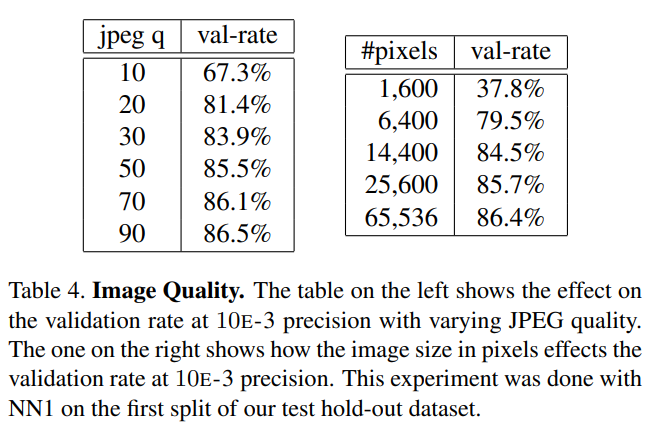 jpeg q val-rate
10 67.3%
20 81.4%
30 83.9%
50 85.5%
70 86.1%
90 86.5%
#pixels val-rate
1,600 37.8%
6,400 79.5%
14,400 84.5%
25,600 85.7%
65,536 86.4%
Table 4. Image Quality. The table on the left shows the effect on
the validation rate at 10E-3 precision with varying JPEG quality.
The one on the right shows how the image size in pixels effects the
validation rate at 10E-3 precision. This experiment was done with
NN1 on the first split of our test hold-out dataset.